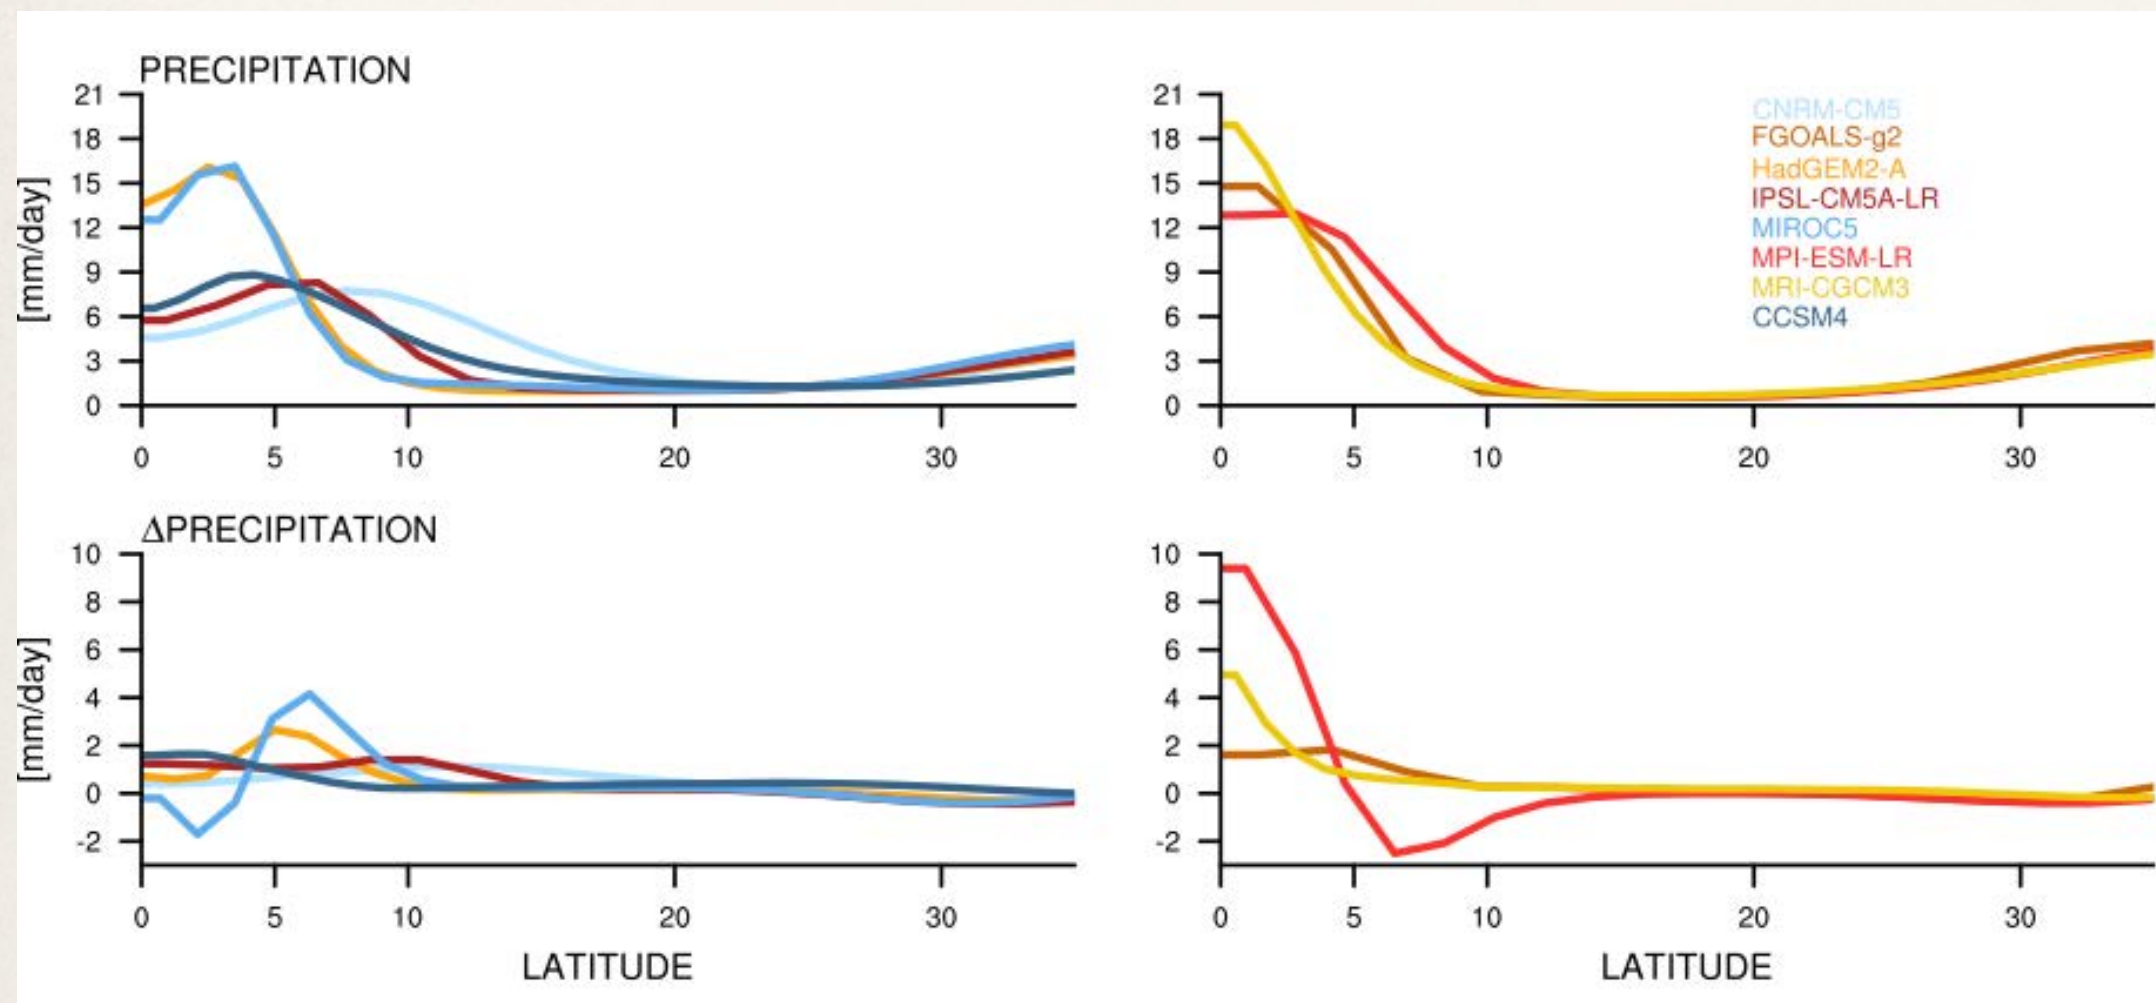 PRECIPITATION
21
18
15
12
9
6
3
0
[mm/day]
0 5 10 20 30
21
18
15
12
9
6
3
0
0 5 10 20 30
CNRM-CM5
FGOALS-g2
HadGEM2-A
IPSL-CM5A-LR
MIROC5
MPI-ESM-LR
MRI-CGCM3
CCSM4
ΔPRECIPITATION
10
8
6
4
2
0
-2
[mm/day]
0 5 10 20 30
LATITUDE
10
8
6
4
2
0
-2
0 5 10 20 30
LATITUDE